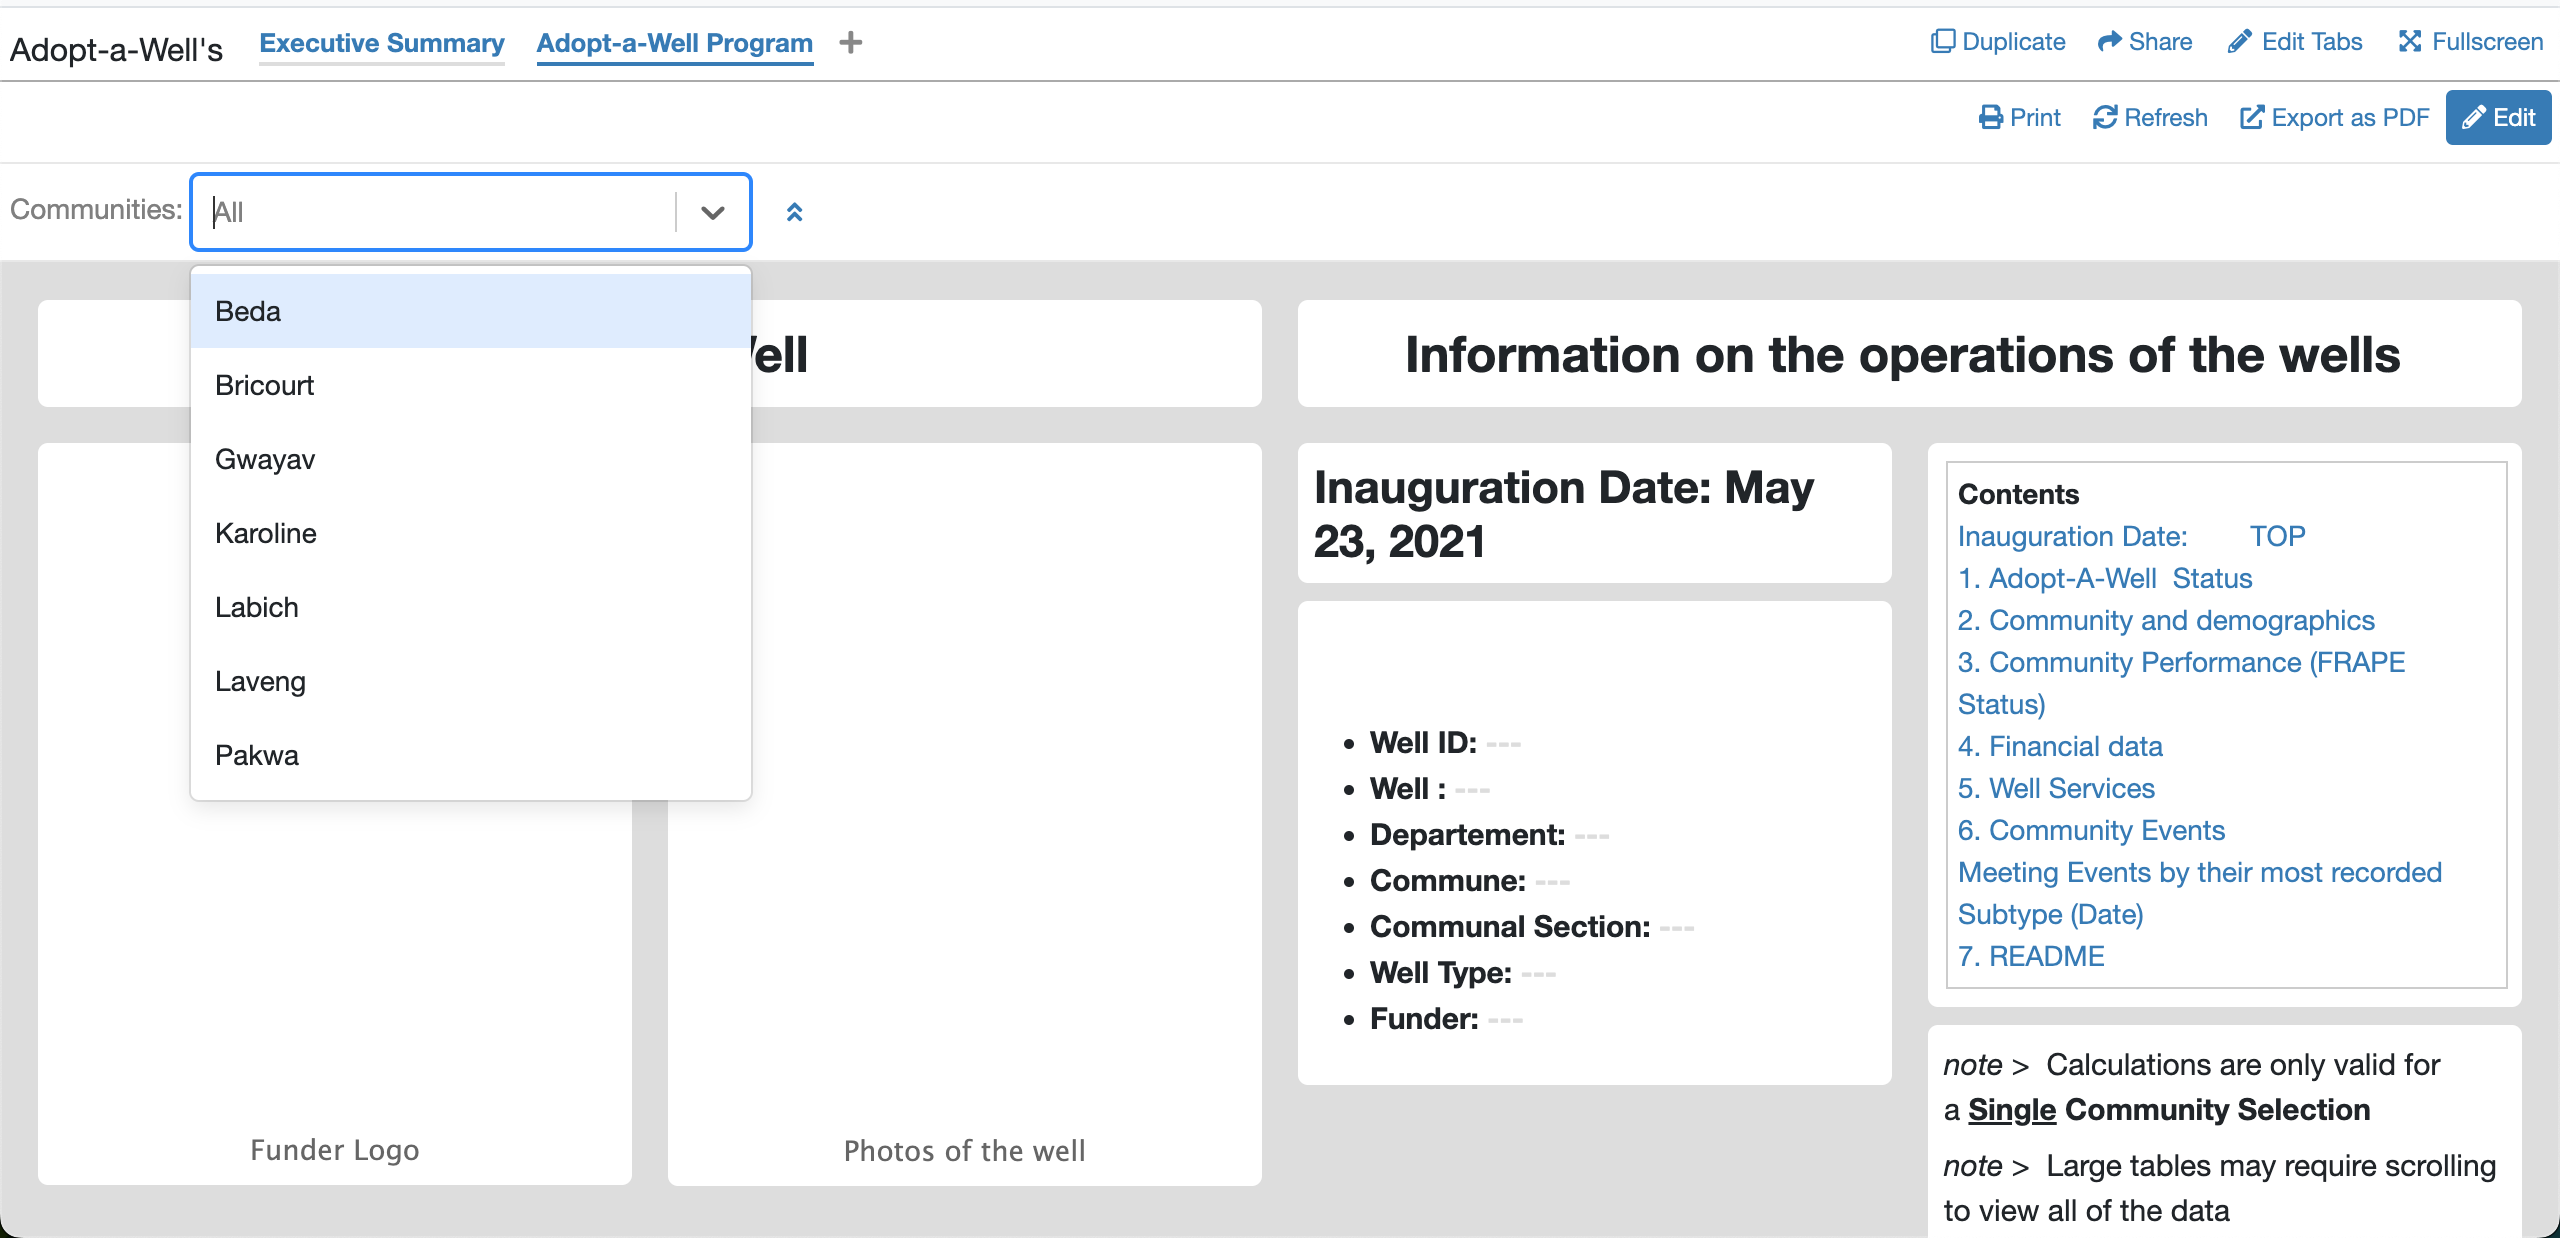 Adopt-a-Well's Executive Summary Adopt-a-Well Program +
Duplicate Share Edit Tabs Fullscreen
Print Refresh Export as PDF Edit
Communities: All
Beda
Bricourt
Gwayav
Karoline
Labich
Laveng
Pakwa
ell
Funder Logo
Photos of the well
Information on the operations of the wells
Inauguration Date: May
23, 2021
• Well ID: ---
• Well : ---
• Departement: ---
• Commune: ---
• Communal Section: ---
• Well Type: ---
• Funder: ---
Contents
Inauguration Date: TOP
1. Adopt-A-Well Status
2. Community and demographics
3. Community Performance (FRAPE
Status)
4. Financial data
5. Well Services
6. Community Events
Meeting Events by their most recorded
Subtype (Date)
7. README
note > Calculations are only valid for
a Single Community Selection
note > Large tables may require scrolling
to view all of the data